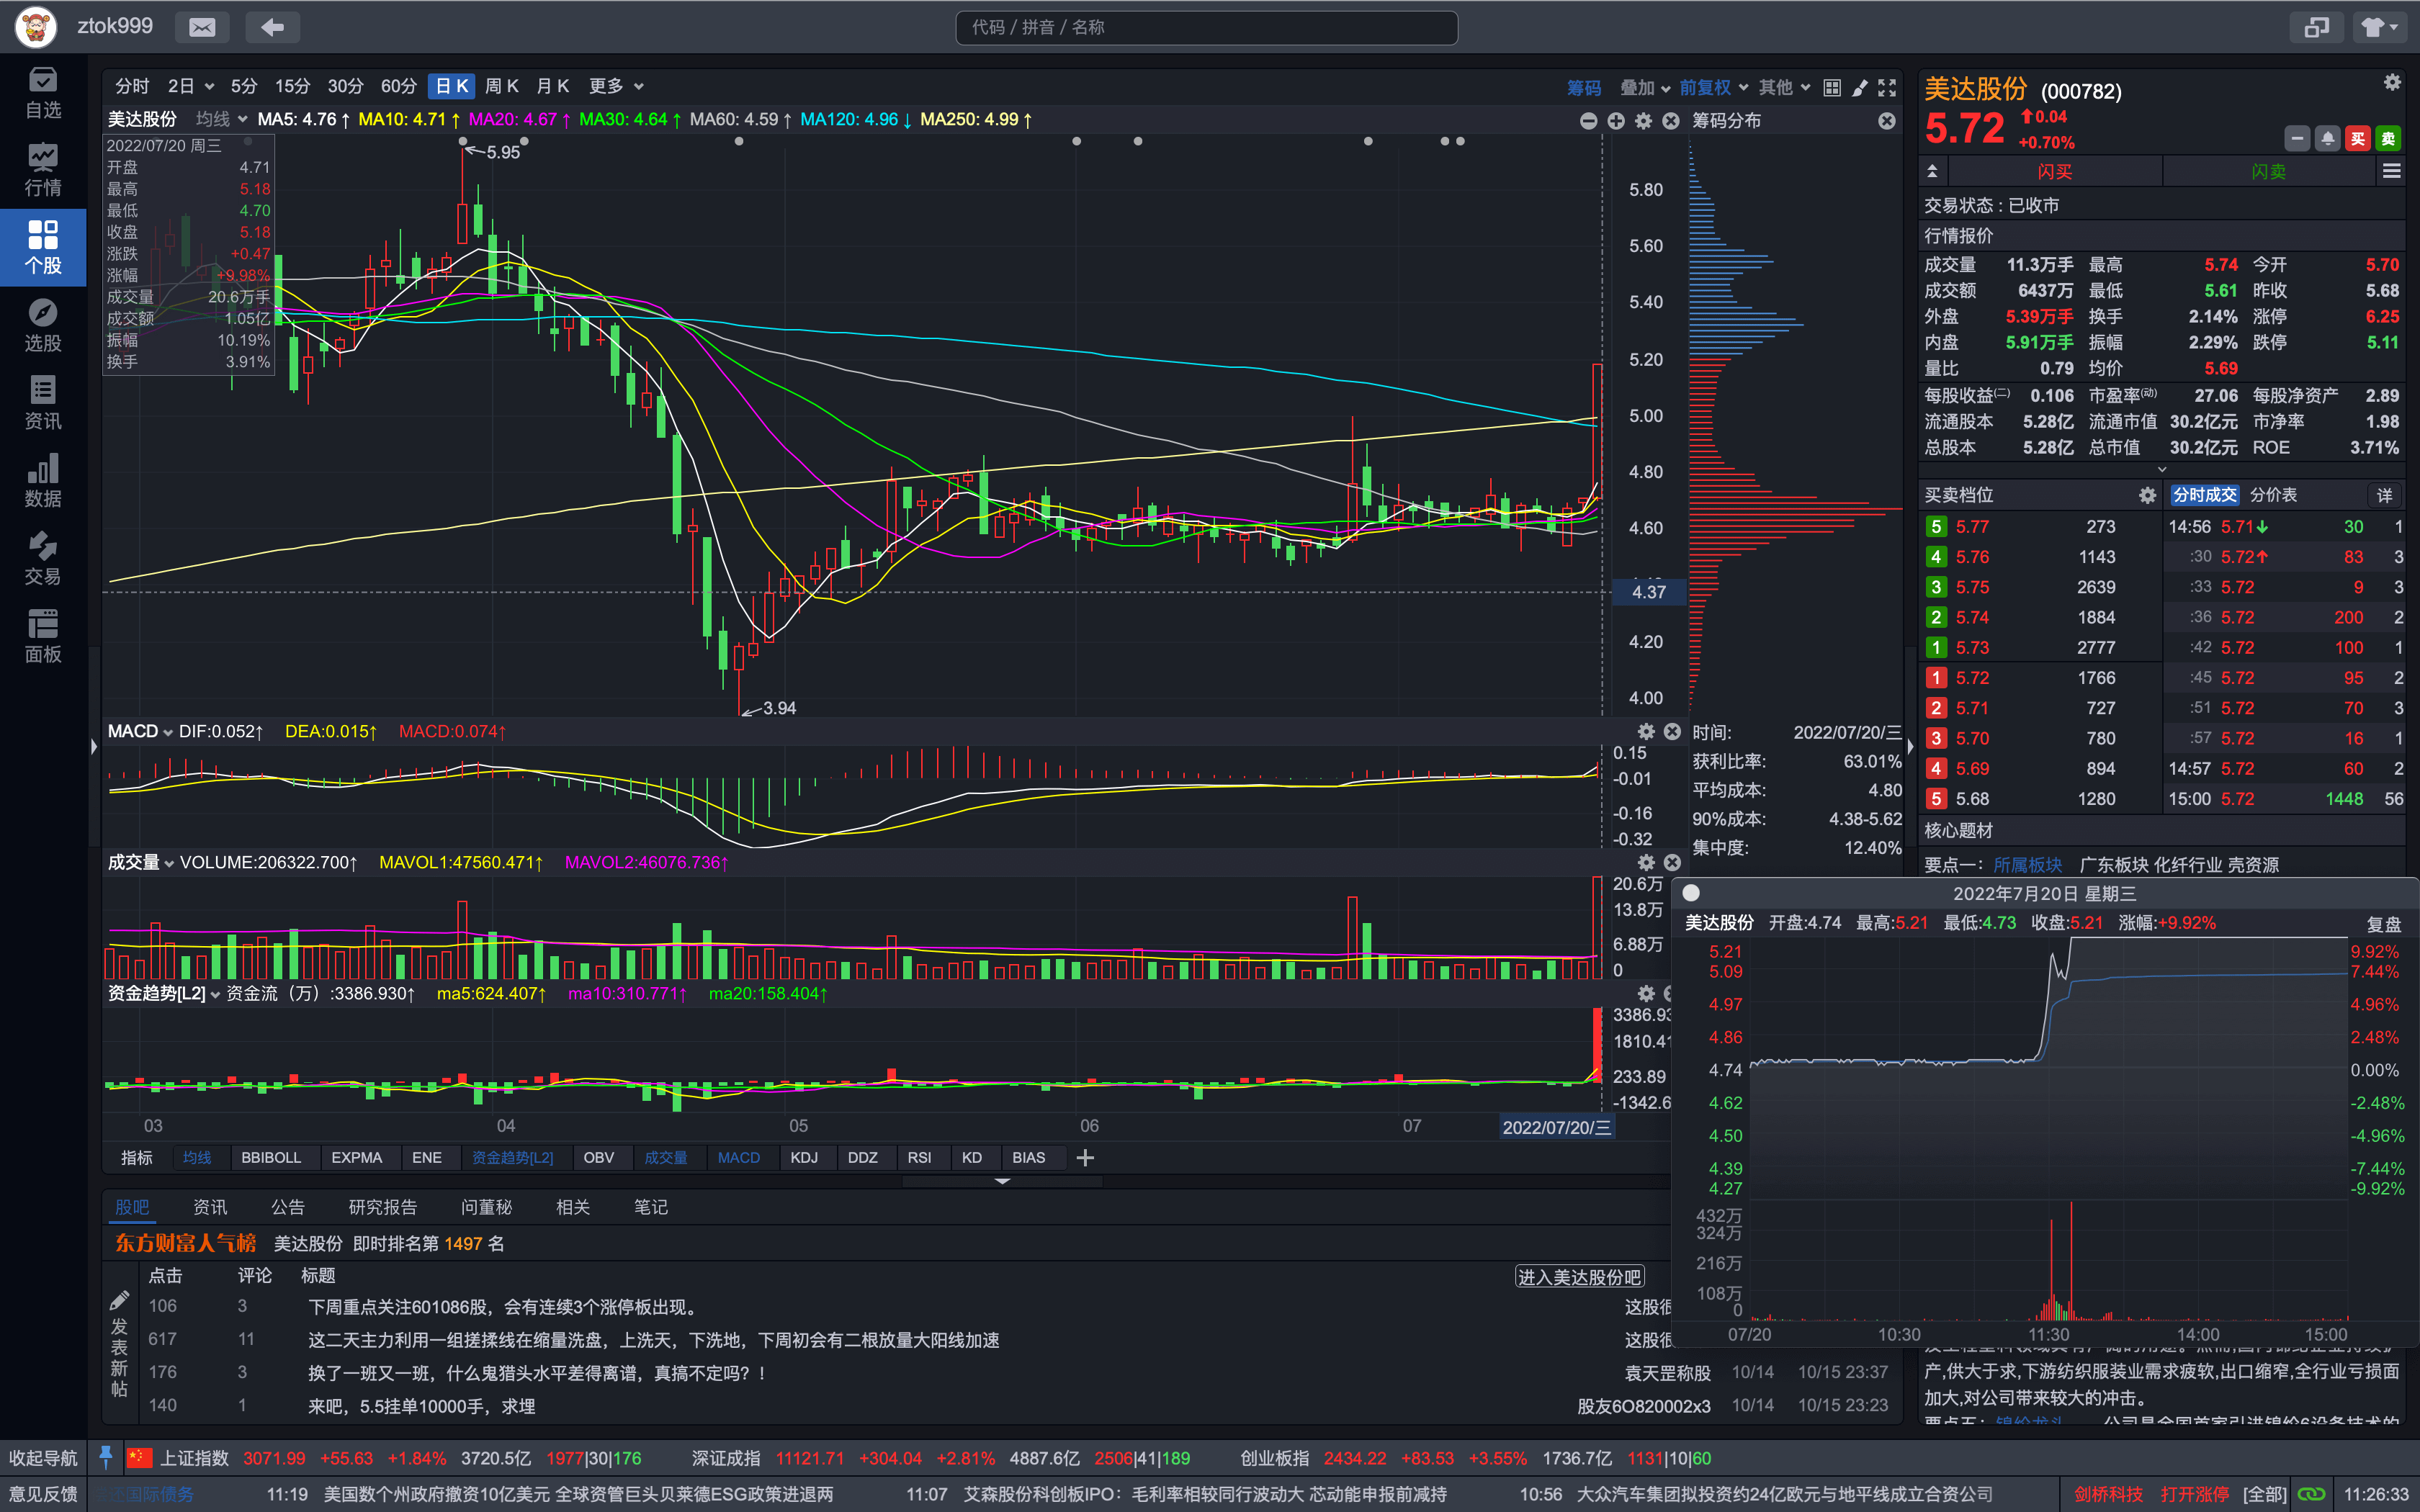 ztok999
代码 / 拼音 / 名称
自选
行情
个股
选股
资讯
数据
交易
面板
分时 2日 5分 15分 30分 60分 日K 周K 月K 更多
筹码 叠加 前复权 其他
美达股份 均线 MA5: 4.76↑ MA10: 4.71↑ MA20: 4.67↑ MA30: 4.64↑ MA60: 4.59↑ MA120: 4.96↓ MA250: 4.99↑
筹码分布
2022/07/20 周三
开盘 4.71
最高 5.18
最低 4.70
收盘 5.18
涨跌 +0.47
涨幅 +9.98%
成交量 20.6万手
成交额 1.05亿
振幅 10.19%
换手 3.91%
5.95
3.94
5.80
5.60
5.40
5.20
5.00
4.80
4.60
4.37
4.20
4.00
MACD DIF:0.052↑ DEA:0.015↑ MACD:0.074↑
0.15
-0.01
-0.16
-0.32
时间: 2022/07/20/三
获利比率: 63.01%
平均成本: 4.80
90%成本: 4.38-5.62
集中度: 12.40%
成交量 VOLUME:206322.700↑ MAVOL1:47560.471↑ MAVOL2:46076.736↑
20.6万
13.8万
6.88万
0
资金趋势[L2] 资金流（万）:3386.930↑ ma5:624.407↑ ma10:310.771↑ ma20:158.404↑
3386.93
1810.41
233.89
-1342.6
03 04 05 06 07 2022/07/20/三
指标 均线 BBIBOLL EXPMA ENE 资金趋势[L2] OBV 成交量 MACD KDJ DDZ RSI KD BIAS
股吧 资讯 公告 研究报告 问董秘 相关 笔记
东方财富人气榜 美达股份 即时排名第 1497 名
点击 评论 标题
进入美达股份吧
发表新帖
106 3 下周重点关注601086股，会有连续3个涨停板出现。 这股很
617 11 这二天主力利用一组搓揉线在缩量洗盘，上洗天，下洗地，下周初会有二根放量大阳线加速 这股很
176 3 换了一班又一班，什么鬼猎头水平差得离谱，真搞不定吗？！ 袁天罡称股 10/14 10/15 23:37
140 1 来吧，5.5挂单10000手，求埋 股友6O820002x3 10/14 10/15 23:23
美达股份 (000782)
5.72 0.04
+0.70%
买 卖
闪买 闪卖
交易状态：已收市
行情报价
成交量 11.3万手 最高 5.74 今开 5.70
成交额 6437万 最低 5.61 昨收 5.68
外盘 5.39万手 换手 2.14% 涨停 6.25
内盘 5.91万手 振幅 2.29% 跌停 5.11
量比 0.79 均价 5.69
每股收益(二) 0.106 市盈率(动) 27.06 每股净资产 2.89
流通股本 5.28亿 流通市值 30.2亿元 市净率 1.98
总股本 5.28亿 总市值 30.2亿元 ROE 3.71%
买卖档位
分时成交 分价表 详
5 5.77 273
4 5.76 1143
3 5.75 2639
2 5.74 1884
1 5.73 2777
1 5.72 1766
2 5.71 727
3 5.70 780
4 5.69 894
5 5.68 1280
14:56 5.71↓ 30 1
:30 5.72↑ 83 3
:33 5.72 9 3
:36 5.72 200 2
:42 5.72 100 1
:45 5.72 95 2
:51 5.72 70 3
:57 5.72 16 1
14:57 5.72 60 2
15:00 5.72 1448 56
核心题材
要点一： 所属板块 广东板块 化纤行业 壳资源
2022年7月20日 星期三
美达股份 开盘:4.74 最高:5.21 最低:4.73 收盘:5.21 涨幅:+9.92%
复盘
5.21 9.92%
5.09 7.44%
4.97 4.96%
4.86 2.48%
4.74 0.00%
4.62 -2.48%
4.50 -4.96%
4.39 -7.44%
4.27 -9.92%
432万
324万
216万
108万
0
07/20 10:30 11:30 14:00 15:00
产,供大于求,下游纺织服装业需求疲软,出口缩窄,全行业亏损面
加大,对公司带来较大的冲击。
收起导航 上证指数 3071.99 +55.63 +1.84% 3720.5亿 1977|30|176 深证成指 11121.71 +304.04 +2.81% 4887.6亿 2506|41|189 创业板指 2434.22 +83.53 +3.55% 1736.7亿 1131|10|60
意见反馈 国际债务 11:19 美国数个州政府撤资10亿美元 全球资管巨头贝莱德ESG政策进退两 11:07 艾森股份科创板IPO：毛利率相较同行波动大 芯动能申报前减持 10:56 大众汽车集团拟投资约24亿欧元与地平线成立合资公司 剑桥科技 打开涨停 [全部] 11:26:33